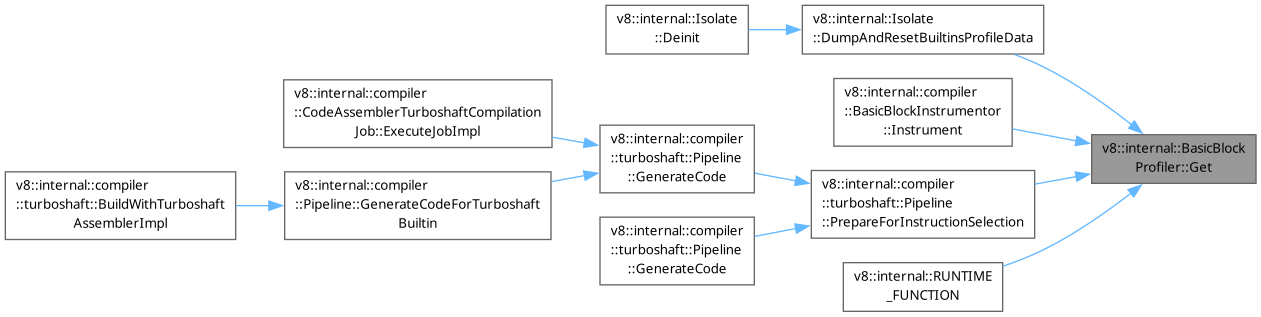 v8::internal::Isolate
::Deinit
v8::internal::Isolate
::DumpAndResetBuiltinsProfileData
v8::internal::compiler
::CodeAssemblerTurboshaftCompilation
Job::ExecuteJobImpl
v8::internal::compiler
::BasicBlockInstrumentor
::Instrument
v8::internal::compiler
::turboshaft::Pipeline
::GenerateCode
v8::internal::BasicBlock
Profiler::Get
v8::internal::compiler
::turboshaft::BuildWithTurboshaft
AssemblerImpl
v8::internal::compiler
::Pipeline::GenerateCodeForTurboshaft
Builtin
v8::internal::compiler
::turboshaft::Pipeline
::PrepareForInstructionSelection
v8::internal::compiler
::turboshaft::Pipeline
::GenerateCode
v8::internal::RUNTIME
_FUNCTION